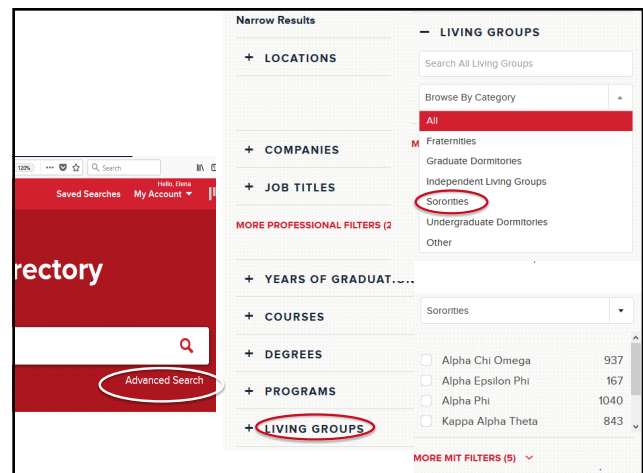 120%
Search
Hello, Elena
Saved Searches My Account
rectory
Advanced Search
Narrow Results
+ LOCATIONS
+ COMPANIES
+ JOB TITLES
MORE PROFESSIONAL FILTERS (2
+ YEARS OF GRADUATION
+ COURSES
+ DEGREES
+ PROGRAMS
+ LIVING GROUPS
− LIVING GROUPS
Search All Living Groups
Browse By Category
All
M
Fraternities
Graduate Dormitories
Independent Living Groups
Sororities
Undergraduate Dormitories
Other
Sororities
Alpha Chi Omega 937
Alpha Epsilon Phi 167
Alpha Phi 1040
Kappa Alpha Theta 843
MORE MIT FILTERS (5)